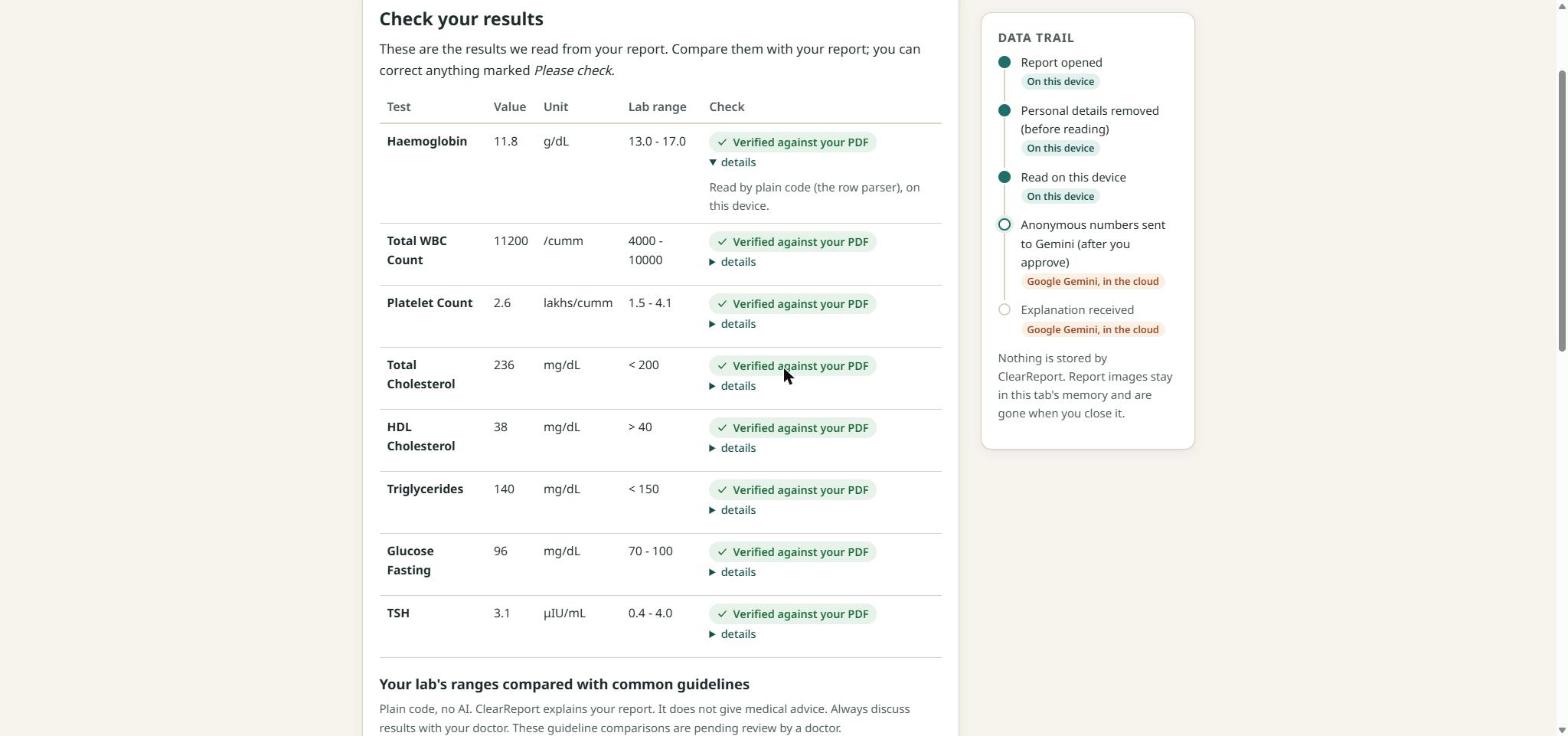 Check your results
These are the results we read from your report. Compare them with your report; you can
correct anything marked Please check.
Test Value Unit Lab range Check
Haemoglobin 11.8 g/dL 13.0 - 17.0 ✓ Verified against your PDF
▼ details
Read by plain code (the row parser), on
this device.
Total WBC 11200 /cumm 4000 - ✓ Verified against your PDF
Count 10000 ▶ details
Platelet Count 2.6 lakhs/cumm 1.5 - 4.1 ✓ Verified against your PDF
▶ details
Total 236 mg/dL < 200 ✓ Verified against your PDF
Cholesterol ▶ details
HDL 38 mg/dL > 40 ✓ Verified against your PDF
Cholesterol ▶ details
Triglycerides 140 mg/dL < 150 ✓ Verified against your PDF
▶ details
Glucose 96 mg/dL 70 - 100 ✓ Verified against your PDF
Fasting ▶ details
TSH 3.1 µIU/mL 0.4 - 4.0 ✓ Verified against your PDF
▶ details
Your lab's ranges compared with common guidelines
Plain code, no AI. ClearReport explains your report. It does not give medical advice. Always discuss
results with your doctor. These guideline comparisons are pending review by a doctor.
DATA TRAIL
Report opened
On this device
Personal details removed
(before reading)
On this device
Read on this device
On this device
Anonymous numbers sent
to Gemini (after you
approve)
Google Gemini, in the cloud
Explanation received
Google Gemini, in the cloud
Nothing is stored by
ClearReport. Report images stay
in this tab's memory and are
gone when you close it.